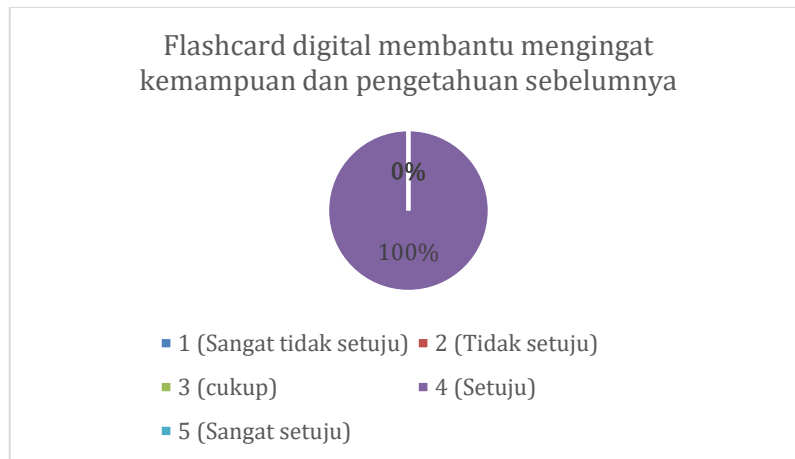 Flashcard digital membantu mengingat
kemampuan dan pengetahuan sebelumnya
0%
100%
1 (Sangat tidak setuju)
2 (Tidak setuju)
3 (cukup)
4 (Setuju)
5 (Sangat setuju)